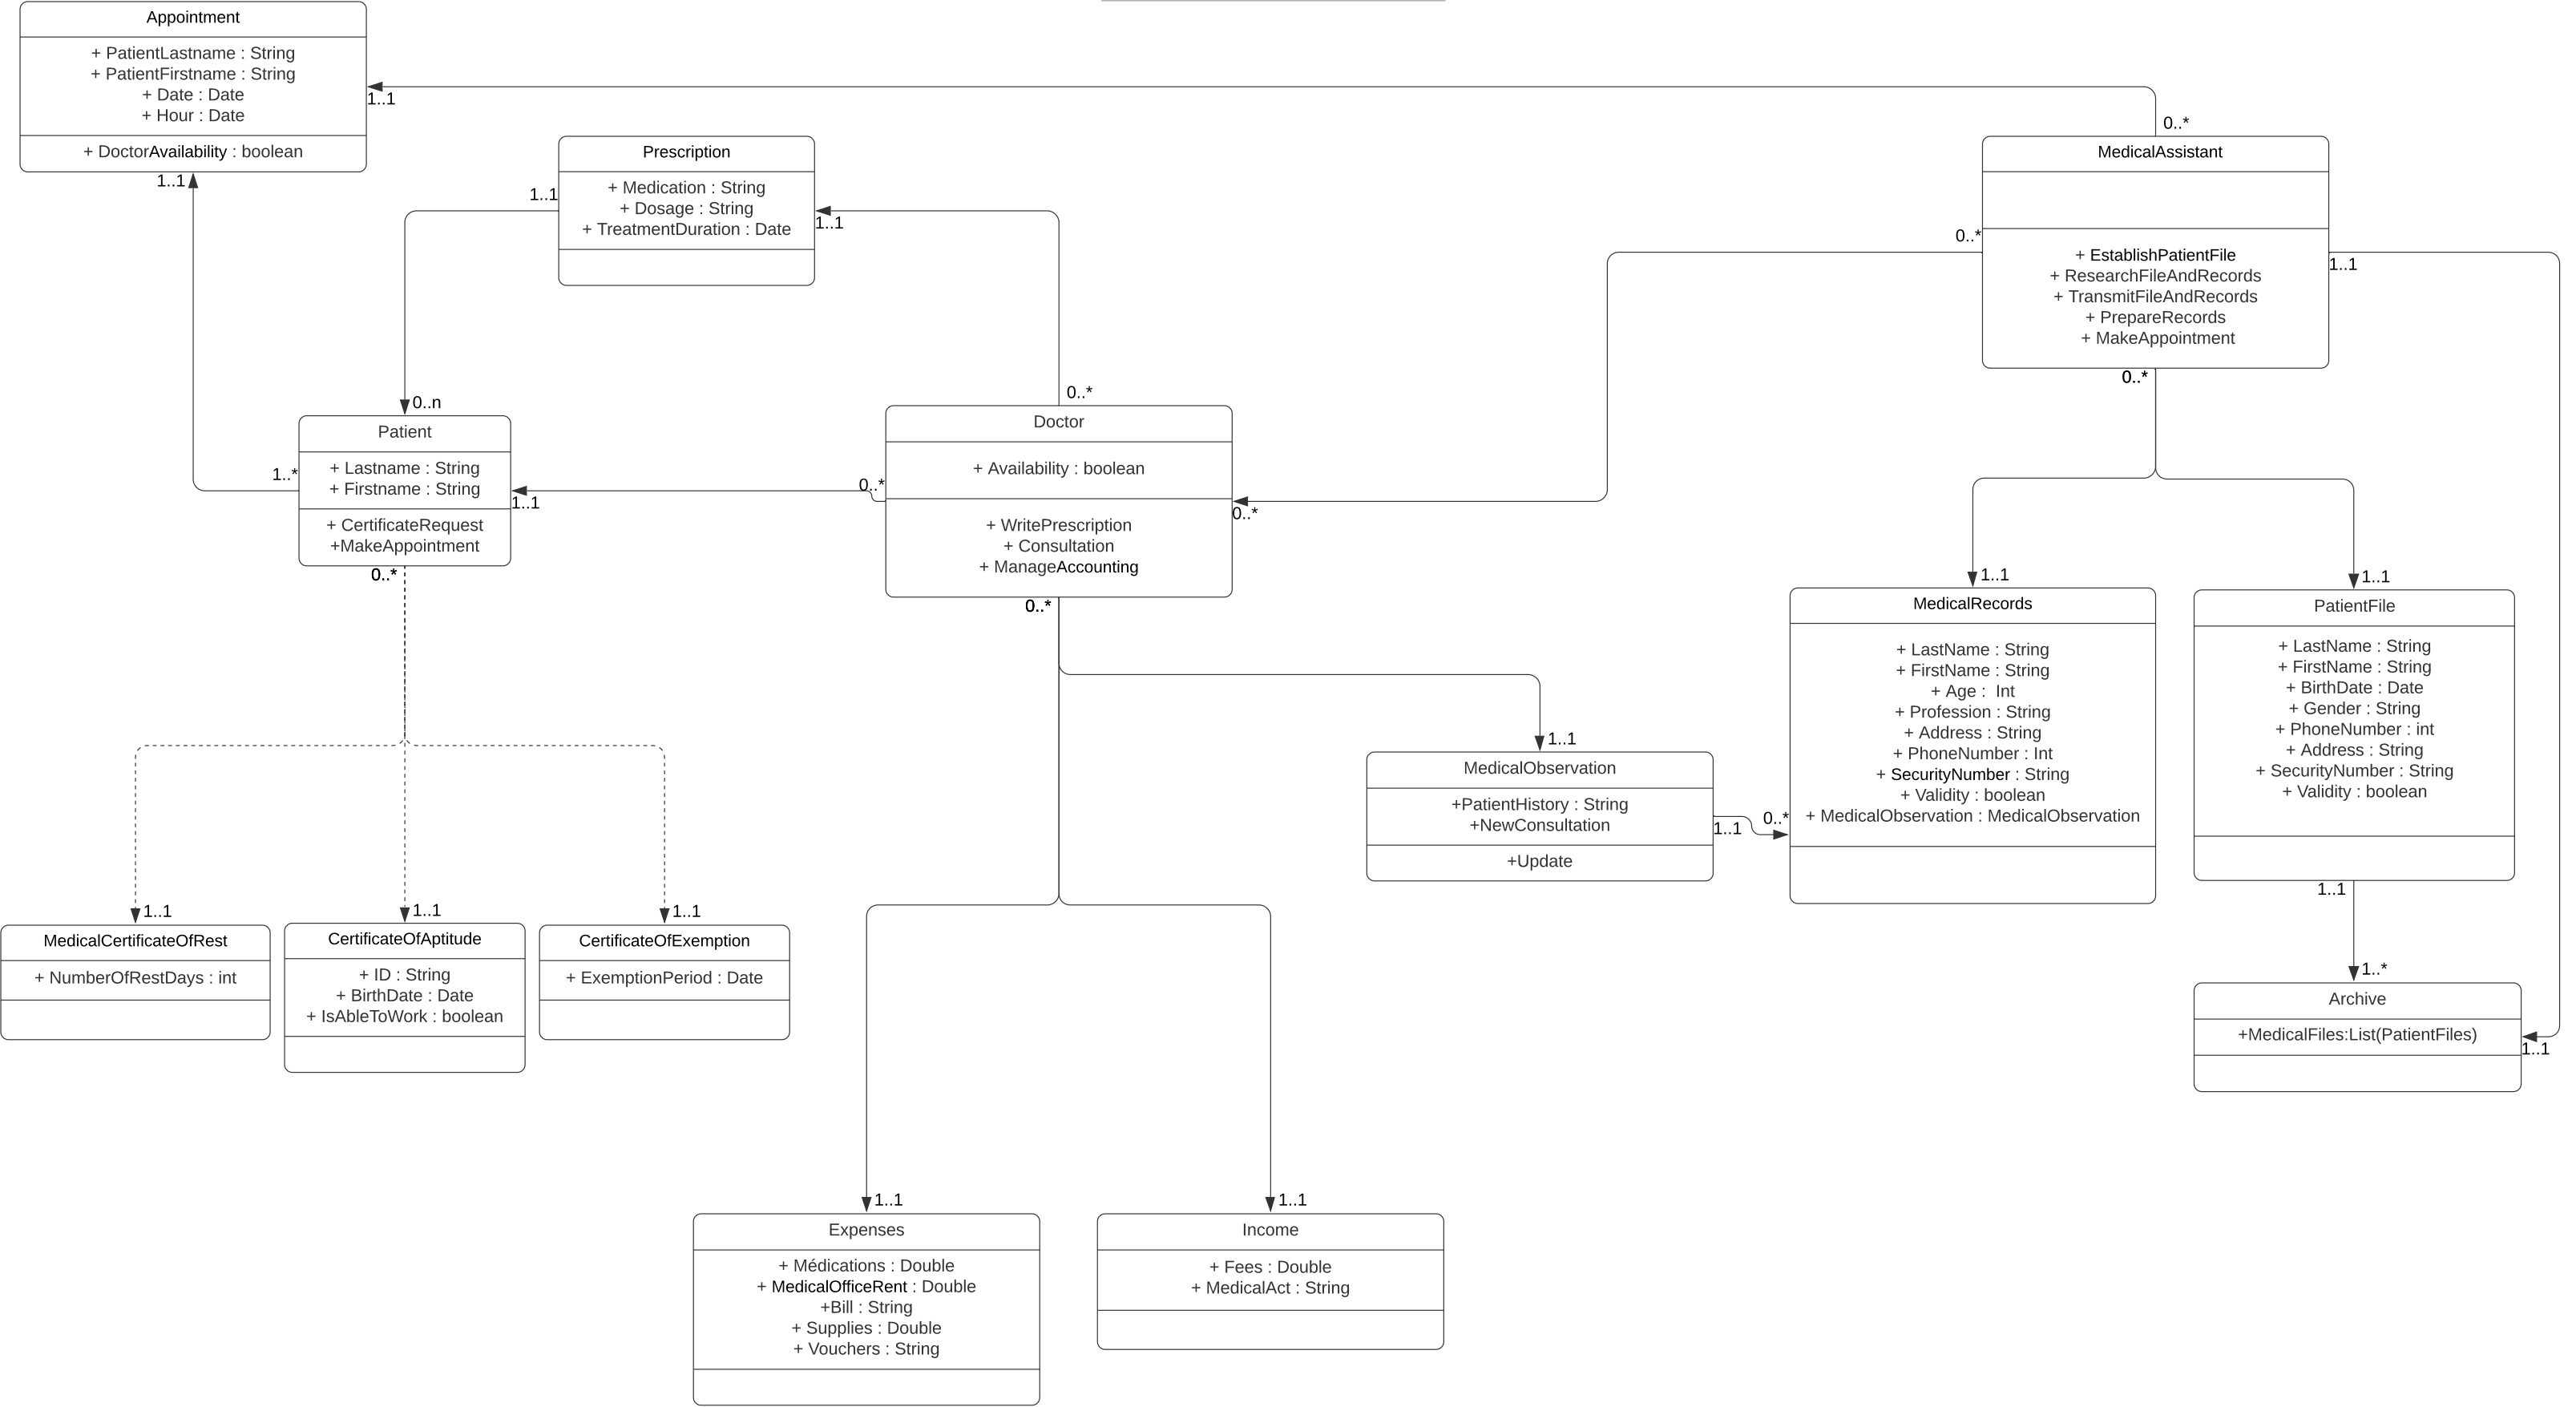 Appointment
+ PatientLastname : String
+ PatientFirstname : String
+ Date : Date
+ Hour : Date
+ DoctorAvailability : boolean
1..1
1..1
Prescription
+ Medication : String
+ Dosage : String
+ TreatmentDuration : Date
1..1
1..1
0..*
MedicalAssistant
+ EstablishPatientFile
+ ResearchFileAndRecords
+ TransmitFileAndRecords
+ PrepareRecords
+ MakeAppointment
0..*
1..1
0..*
0..n
Patient
+ Lastname : String
+ Firstname : String
+ CertificateRequest
+MakeAppointment
1..*
1..1
0..*
0..*
Doctor
+ Availability : boolean
+ WritePrescription
+ Consultation
+ ManageAccounting
0..*
0..*
0..*
1..1
MedicalRecords
+ LastName : String
+ FirstName : String
+ Age :  Int
+ Profession : String
+ Address : String
+ PhoneNumber : Int
+ SecurityNumber : String
+ Validity : boolean
+ MedicalObservation : MedicalObservation
1..1
PatientFile
+ LastName : String
+ FirstName : String
+ BirthDate : Date
+ Gender : String
+ PhoneNumber : int
+ Address : String
+ SecurityNumber : String
+ Validity : boolean
1..1
1..1
MedicalObservation
+PatientHistory : String
+NewConsultation
+Update
1..1
0..*
1..1
MedicalCertificateOfRest
+ NumberOfRestDays : int
1..1
CertificateOfAptitude
+ ID : String
+ BirthDate : Date
+ IsAbleToWork : boolean
1..1
CertificateOfExemption
+ ExemptionPeriod : Date
1..*
Archive
+MedicalFiles:List(PatientFiles)
1..1
1..1
Expenses
+ Médications : Double
+ MedicalOfficeRent : Double
+Bill : String
+ Supplies : Double
+ Vouchers : String
1..1
Income
+ Fees : Double
+ MedicalAct : String